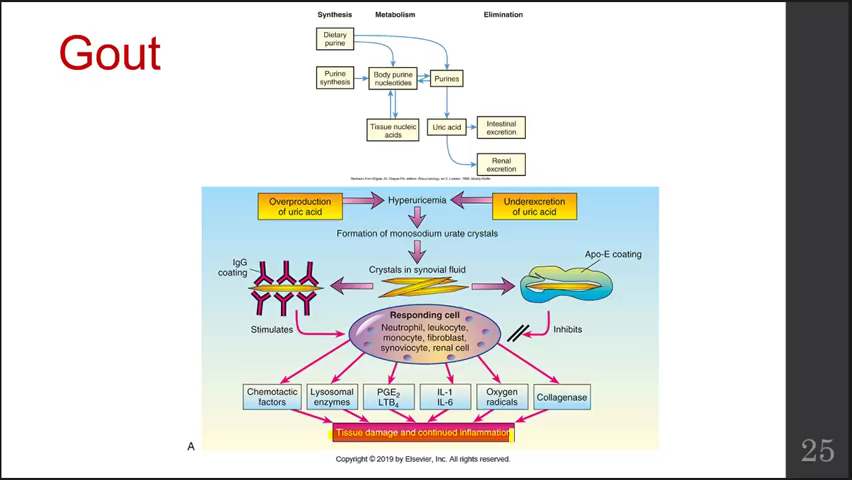 Gout
Synthesis Metabolism Elimination
Dietary
purine
Purine
synthesis
Body purine
nucleotides
Purines
Tissue nucleic
acids
Uric acid
Intestinal
excretion
Renal
excretion
Overproduction
of uric acid
Hyperuricemia
Underexcretion
of uric acid
Formation of monosodium urate crystals
Crystals in synovial fluid
IgG
coating
Apo-E coating
Responding cell
Neutrophil, leukocyte,
monocyte, fibroblast,
synoviocyte, renal cell
Stimulates
Inhibits
Chemotactic
factors
Lysosomal
enzymes
PGE₂
LTB₄
IL-1
IL-6
Oxygen
radicals
Collagenase
Tissue damage and continued inflammation
A
Copyright © 2019 by Elsevier, Inc. All rights reserved.
25